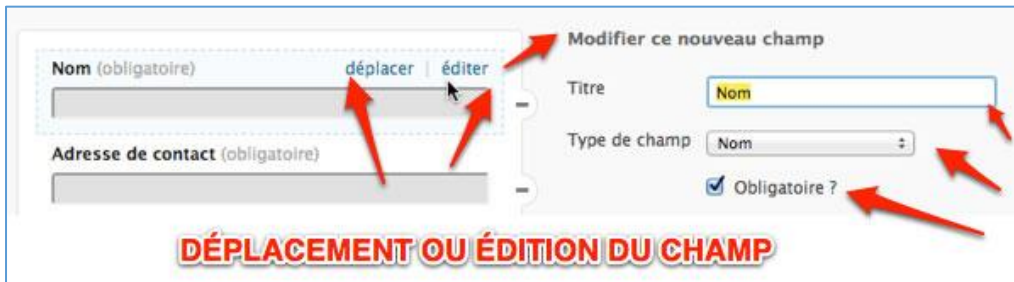 Nom (obligatoire) déplacer | éditer
Adresse de contact (obligatoire)
Modifier ce nouveau champ
Titre Nom
Type de champ Nom
Obligatoire ?
DÉPLACEMENT OU ÉDITION DU CHAMP